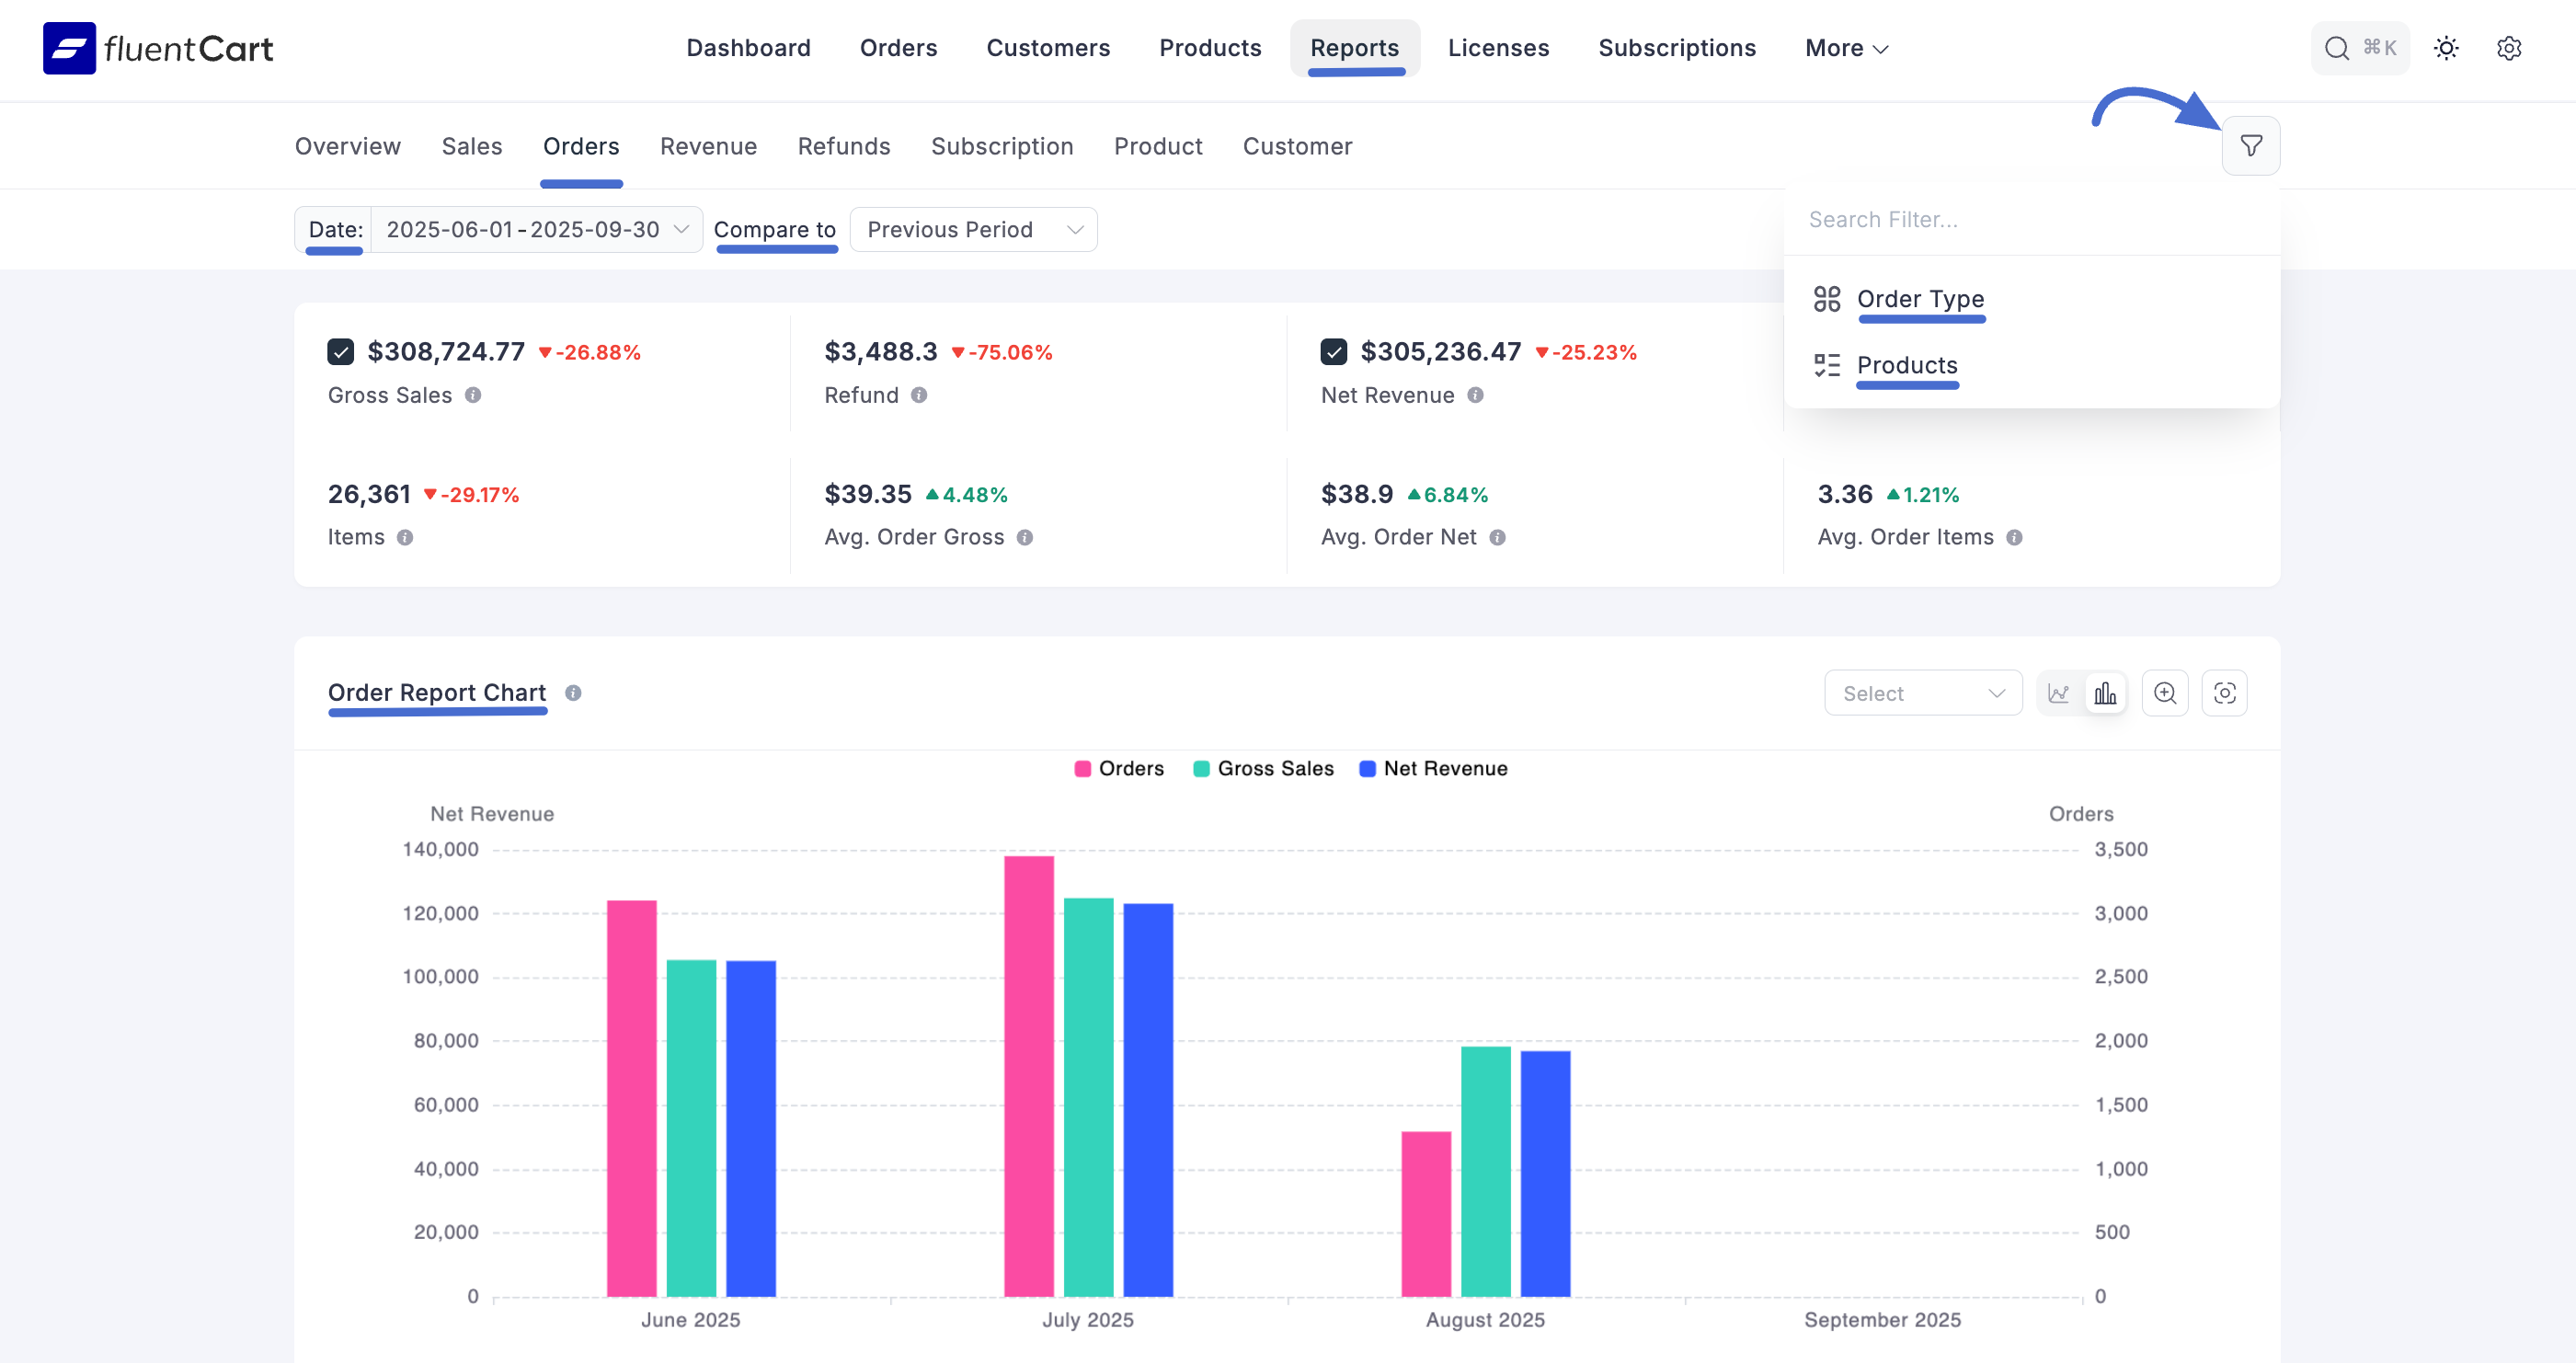 fluentCart
Dashboard Orders Customers Products Reports Licenses Subscriptions More ⌘K
Overview Sales Orders Revenue Refunds Subscription Product Customer
Date: 2025-06-01 - 2025-09-30 Compare to Previous Period
Search Filter...
Order Type
Products
$308,724.77 -26.88% $3,488.3 -75.06% $305,236.47 -25.23%
Gross Sales Refund Net Revenue
26,361 -29.17% $39.35 4.48% $38.9 6.84% 3.36 1.21%
Items Avg. Order Gross Avg. Order Net Avg. Order Items
Order Report Chart Select
Orders Gross Sales Net Revenue
Net Revenue Orders
140,000 3,500
120,000 3,000
100,000 2,500
80,000 2,000
60,000 1,500
40,000 1,000
20,000 500
0 0
June 2025 July 2025 August 2025 September 2025